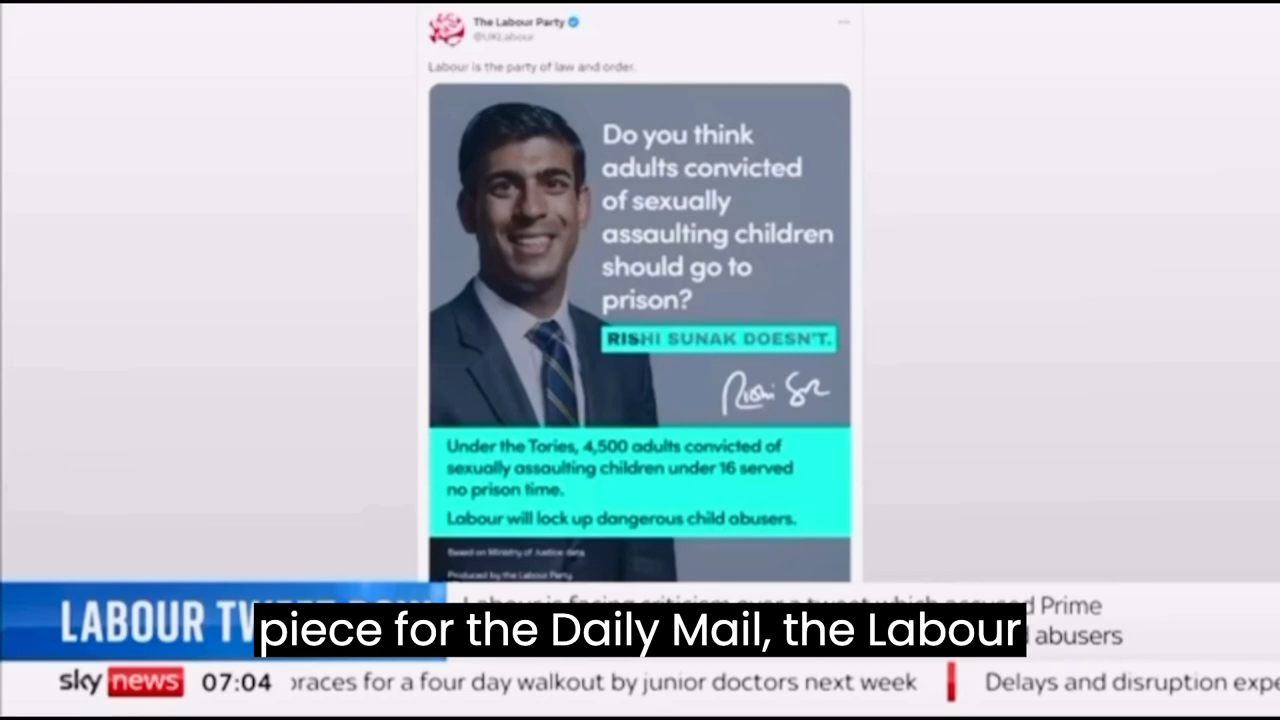 The Labour Party
@UKLabour
Labour is the party of law and order.
Do you think
adults convicted
of sexually
assaulting children
should go to
prison?
RISHI SUNAK DOESN'T.
Under the Tories, 4,500 adults convicted of
sexually assaulting children under 16 served
no prison time.
Labour will lock up dangerous child abusers.
Based on Ministry of Justice data
Produced by the Labour Party
LABOUR TW
Labour is facing criticism over a tweet which accused Prime
abusers
piece for the Daily Mail, the Labour
sky news 07:04 braces for a four day walkout by junior doctors next week Delays and disruption expe